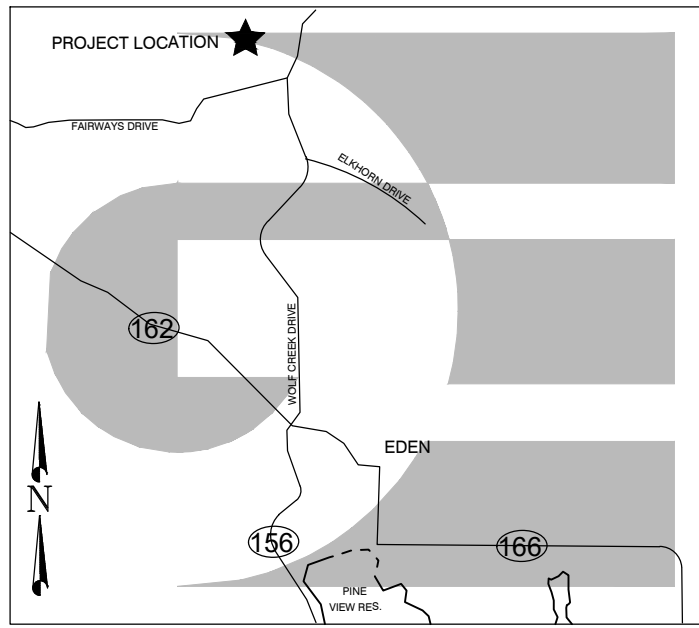 PROJECT LOCATION
FAIRWAYS DRIVE
ELKHORN DRIVE
162
WOLF CREEK DRIVE
EDEN
N
156
166
PINE
VIEW RES.